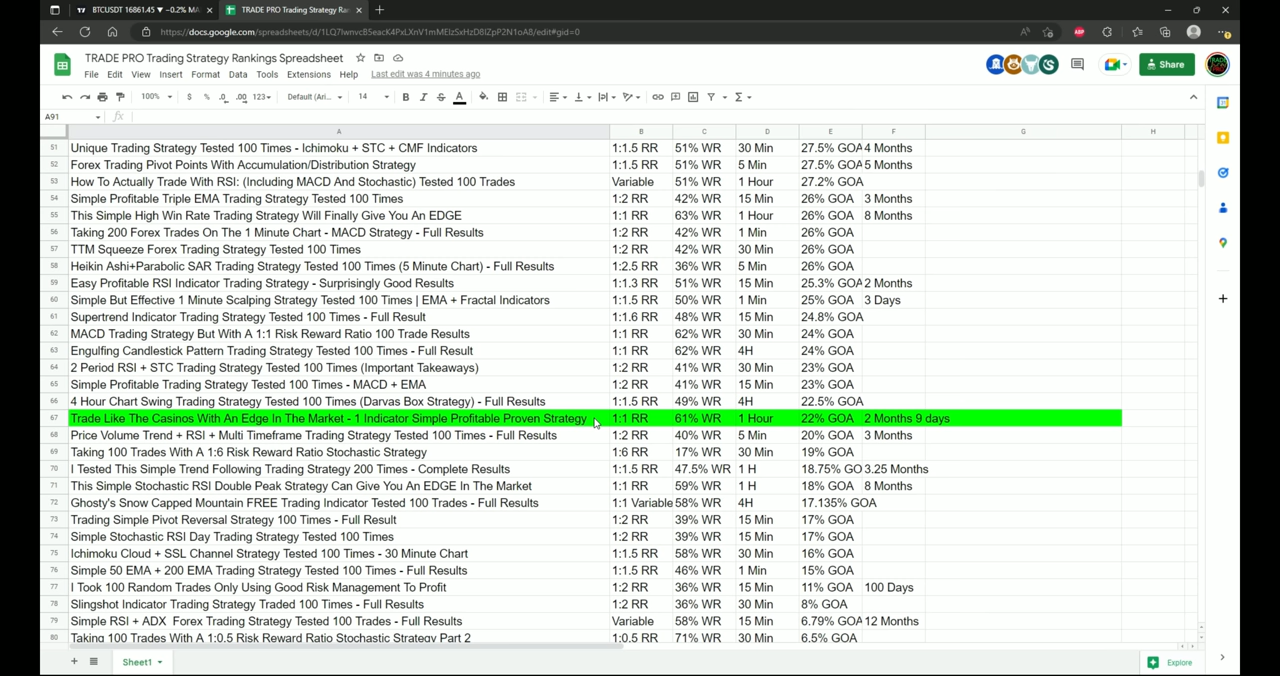 BTCUSDT 16861.45 ▼ −0.2% M
TRADE PRO Trading Strategy Ra
https://docs.google.com/spreadsheets/d/1LQ7IwnvcB5eacK4PxLXnV1mMElzSxHzD8lZpP2N1oA8/edit#gid=0
TRADE PRO Trading Strategy Rankings Spreadsheet
File Edit View Insert Format Data Tools Extensions Help Last edit was 4 minutes ago
Share
100% $ % .0 .00 123 Default (Ari... 14 B I S A
A91 fx
A B C D E F G H
51 Unique Trading Strategy Tested 100 Times - Ichimoku + STC + CMF Indicators 1:1.5 RR 51% WR 30 Min 27.5% GOA 4 Months
52 Forex Trading Pivot Points With Accumulation/Distribution Strategy 1:1.5 RR 51% WR 5 Min 27.5% GOA 5 Months
53 How To Actually Trade With RSI: (Including MACD And Stochastic) Tested 100 Trades Variable 51% WR 1 Hour 27.2% GOA
54 Simple Profitable Triple EMA Trading Strategy Tested 100 Times 1:2 RR 42% WR 15 Min 26% GOA 3 Months
55 This Simple High Win Rate Trading Strategy Will Finally Give You An EDGE 1:1 RR 63% WR 1 Hour 26% GOA 8 Months
56 Taking 200 Forex Trades On The 1 Minute Chart - MACD Strategy - Full Results 1:2 RR 42% WR 1 Min 26% GOA
57 TTM Squeeze Forex Trading Strategy Tested 100 Times 1:2 RR 42% WR 30 Min 26% GOA
58 Heikin Ashi+Parabolic SAR Trading Strategy Tested 100 Times (5 Minute Chart) - Full Results 1:2.5 RR 36% WR 5 Min 26% GOA
59 Easy Profitable RSI Indicator Trading Strategy - Surprisingly Good Results 1:1.3 RR 51% WR 15 Min 25.3% GOA 2 Months
60 Simple But Effective 1 Minute Scalping Strategy Tested 100 Times | EMA + Fractal Indicators 1:1.5 RR 50% WR 1 Min 25% GOA 3 Days
61 Supertrend Indicator Trading Strategy Tested 100 Times - Full Result 1:1.6 RR 48% WR 15 Min 24.8% GOA
62 MACD Trading Strategy But With A 1:1 Risk Reward Ratio 100 Trade Results 1:1 RR 62% WR 30 Min 24% GOA
63 Engulfing Candlestick Pattern Trading Strategy Tested 100 Times - Full Result 1:1 RR 62% WR 4H 24% GOA
64 2 Period RSI + STC Trading Strategy Tested 100 Times (Important Takeaways) 1:2 RR 41% WR 30 Min 23% GOA
65 Simple Profitable Trading Strategy Tested 100 Times - MACD + EMA 1:2 RR 41% WR 15 Min 23% GOA
66 4 Hour Chart Swing Trading Strategy Tested 100 Times (Darvas Box Strategy) - Full Results 1:1.5 RR 49% WR 4H 22.5% GOA
67 Trade Like The Casinos With An Edge In The Market - 1 Indicator Simple Profitable Proven Strategy 1:1 RR 61% WR 1 Hour 22% GOA 2 Months 9 days
68 Price Volume Trend + RSI + Multi Timeframe Trading Strategy Tested 100 Times - Full Results 1:2 RR 40% WR 5 Min 20% GOA 3 Months
69 Taking 100 Trades With A 1:6 Risk Reward Ratio Stochastic Strategy 1:6 RR 17% WR 30 Min 19% GOA
70 I Tested This Simple Trend Following Trading Strategy 200 Times - Complete Results 1:1.5 RR 47.5% WR 1 H 18.75% GO 3.25 Months
71 This Simple Stochastic RSI Double Peak Strategy Can Give You An EDGE In The Market 1:1 RR 59% WR 1 H 18% GOA 8 Months
72 Ghosty's Snow Capped Mountain FREE Trading Indicator Tested 100 Trades - Full Results 1:1 Variable 58% WR 4H 17.135% GOA
73 Trading Simple Pivot Reversal Strategy 100 Times - Full Result 1:2 RR 39% WR 15 Min 17% GOA
74 Simple Stochastic RSI Day Trading Strategy Tested 100 Times 1:2 RR 39% WR 15 Min 17% GOA
75 Ichimoku Cloud + SSL Channel Strategy Tested 100 Times - 30 Minute Chart 1:1.5 RR 58% WR 30 Min 16% GOA
76 Simple 50 EMA + 200 EMA Trading Strategy Tested 100 Times - Full Results 1:1.5 RR 46% WR 1 Min 15% GOA
77 I Took 100 Random Trades Only Using Good Risk Management To Profit 1:2 RR 36% WR 15 Min 11% GOA 100 Days
78 Slingshot Indicator Trading Strategy Traded 100 Times - Full Results 1:2 RR 36% WR 30 Min 8% GOA
79 Simple RSI + ADX  Forex Trading Strategy Tested 100 Trades - Full Results Variable 58% WR 15 Min 6.79% GOA 12 Months
80 Taking 100 Trades With A 1:0.5 Risk Reward Ratio Stochastic Strategy Part 2 1:0.5 RR 71% WR 30 Min 6.5% GOA
Sheet1
Explore